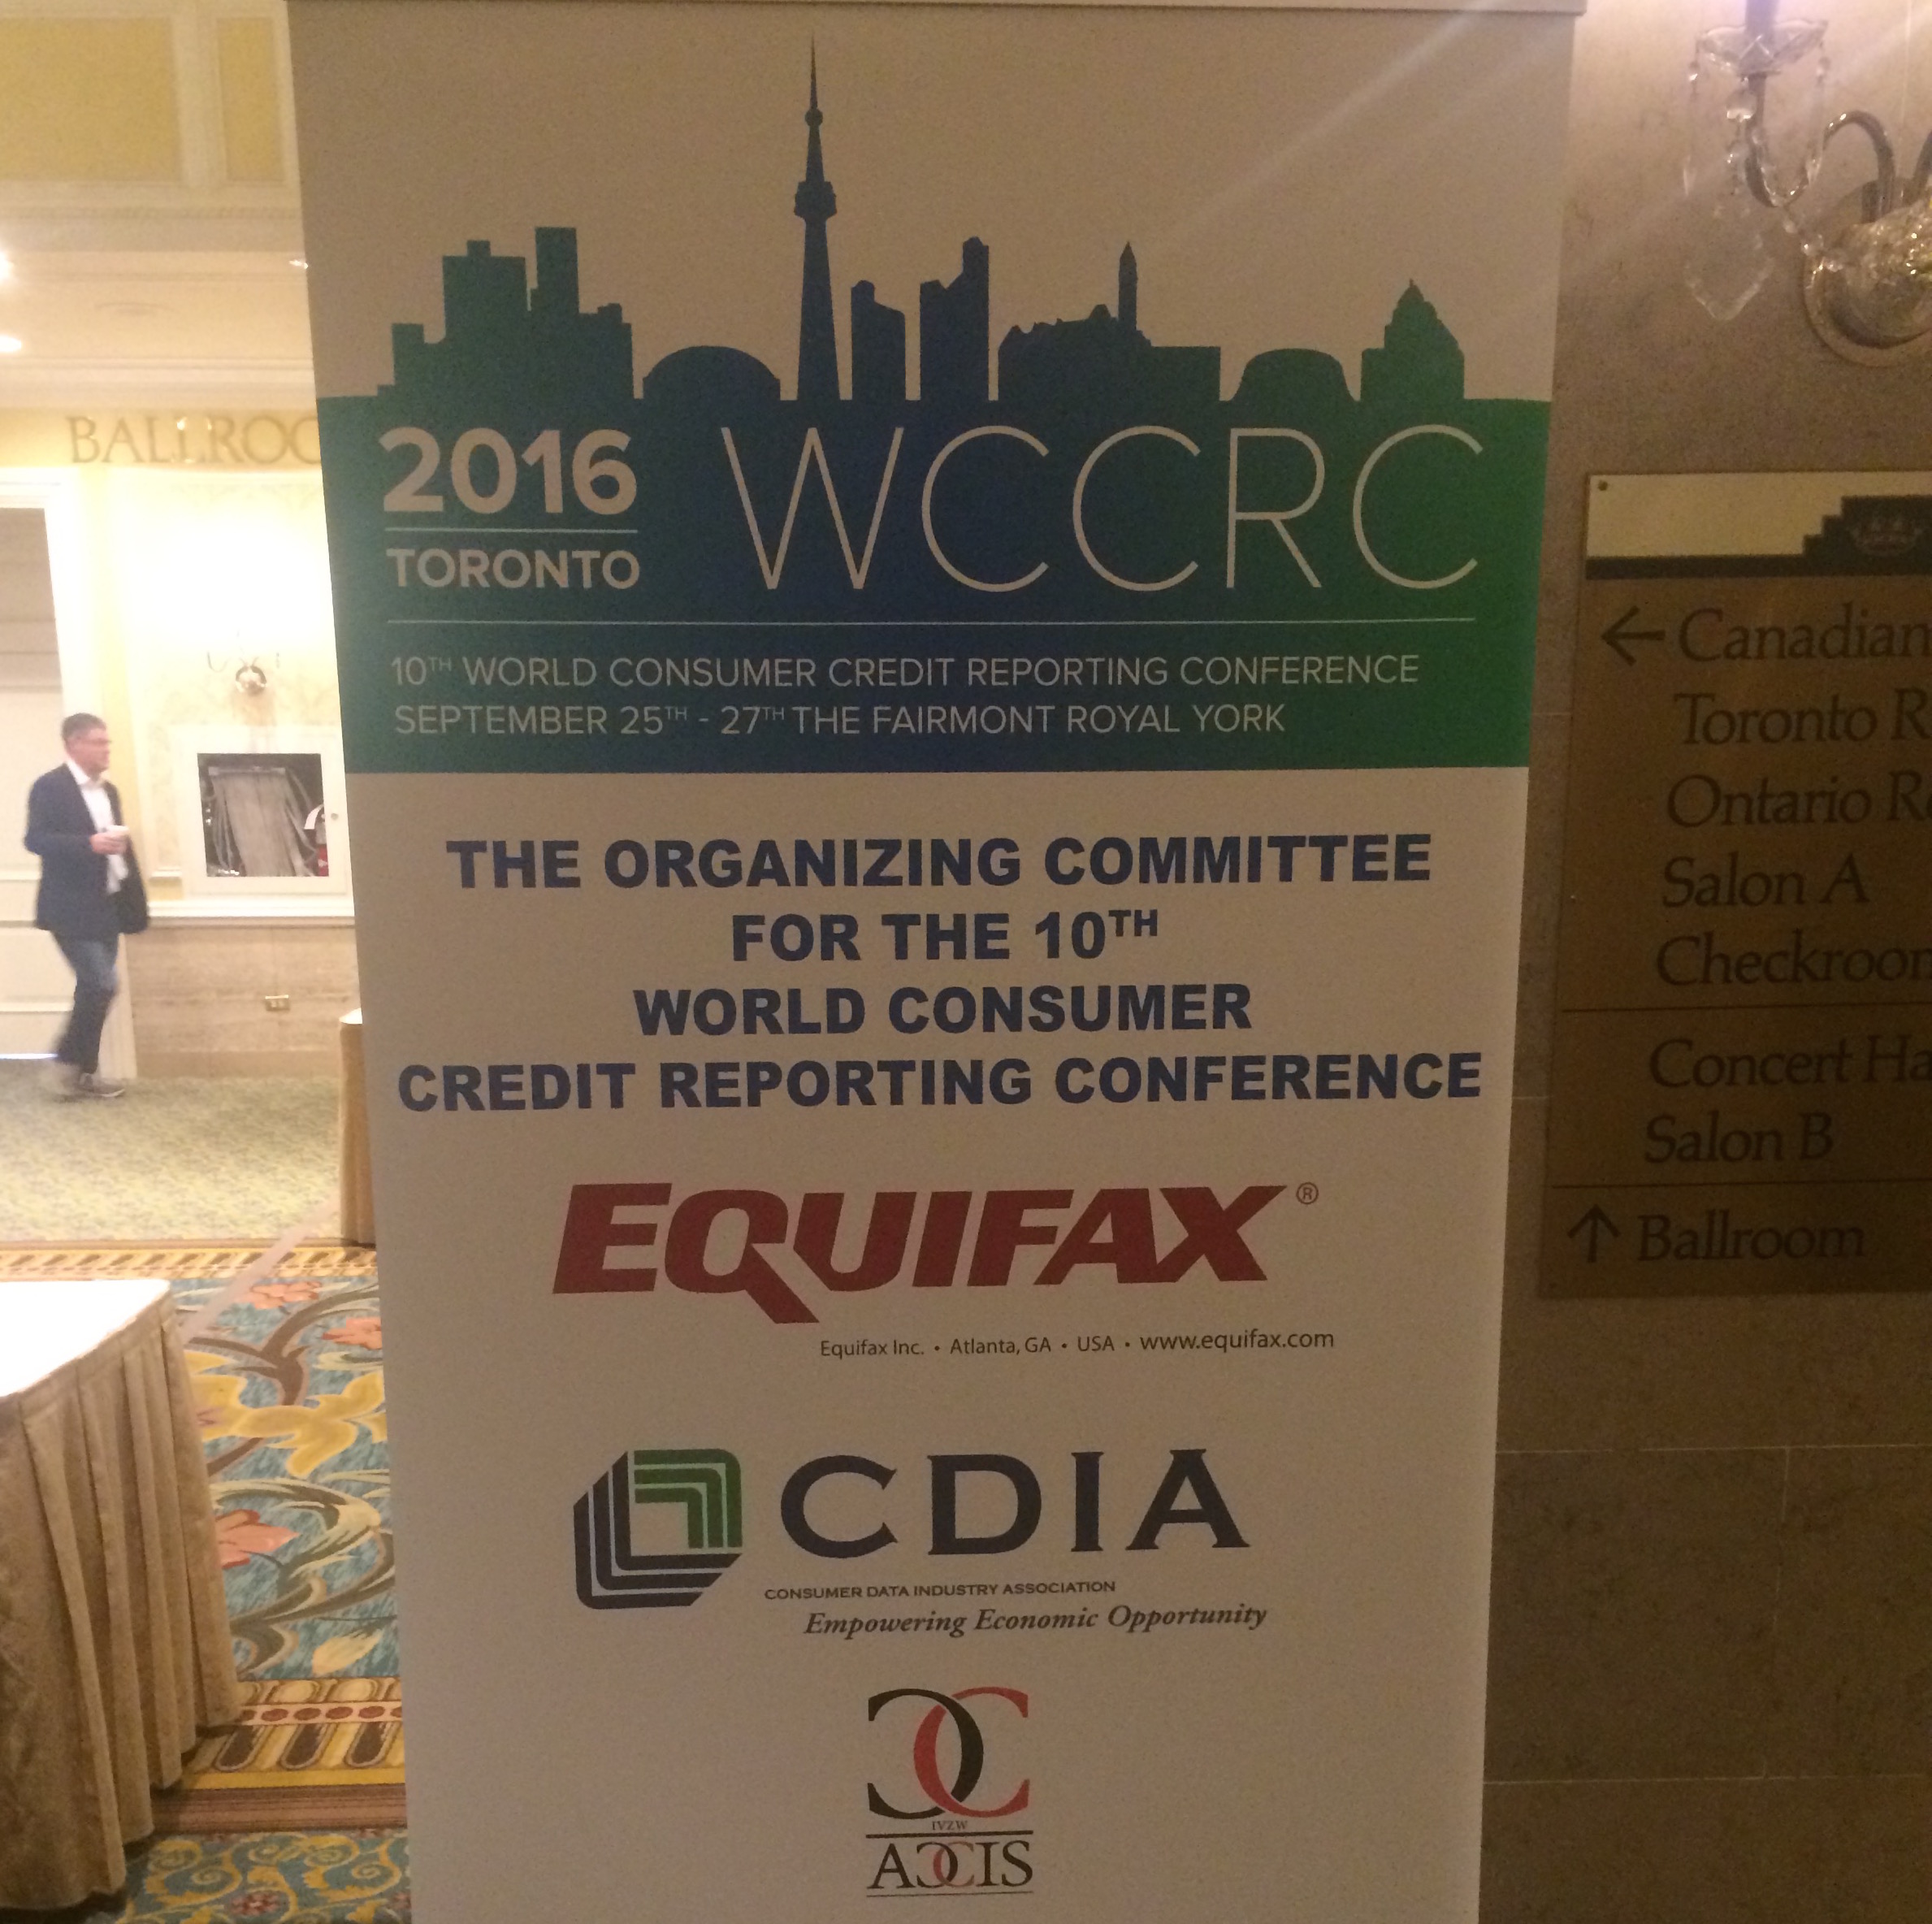 BALLROO
2016
TORONTO
WCCRC
10TH WORLD CONSUMER CREDIT REPORTING CONFERENCE
SEPTEMBER 25TH - 27TH THE FAIRMONT ROYAL YORK
THE ORGANIZING COMMITTEE
FOR THE 10TH
WORLD CONSUMER
CREDIT REPORTING CONFERENCE
EQUIFAX®
Equifax Inc. • Atlanta, GA • USA • www.equifax.com
CDIA
CONSUMER DATA INDUSTRY ASSOCIATION
Empowering Economic Opportunity
IVZW
ACCIS
← Canadian
Toronto R
Ontario R
Salon A
Checkroom
Concert Ha
Salon B
↑ Ballroom